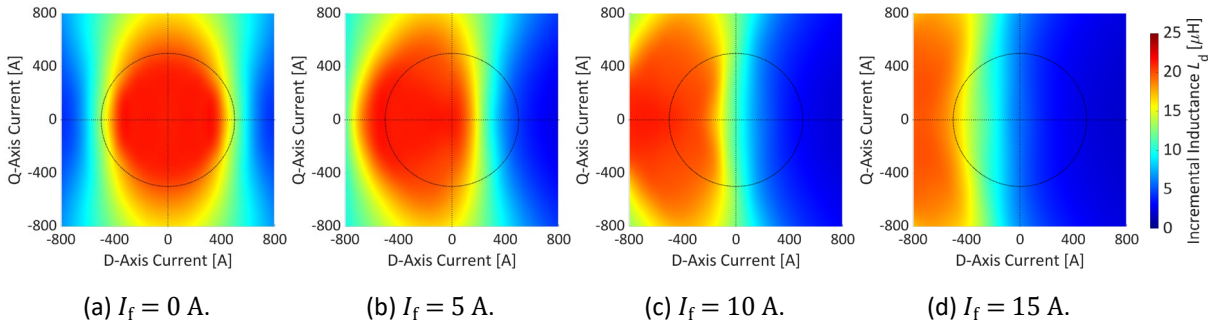 800
400
0
-400
-800
Q-Axis Current [A]
-800 -400 0 400 800
D-Axis Current [A]
(a) I_f = 0 A.
800
400
0
-400
-800
Q-Axis Current [A]
-800 -400 0 400 800
D-Axis Current [A]
(b) I_f = 5 A.
800
400
0
-400
-800
Q-Axis Current [A]
-800 -400 0 400 800
D-Axis Current [A]
(c) I_f = 10 A.
800
400
0
-400
-800
Q-Axis Current [A]
-800 -400 0 400 800
D-Axis Current [A]
(d) I_f = 15 A.
25
20
15
10
5
0
Incremental Inductance L_d [μH]